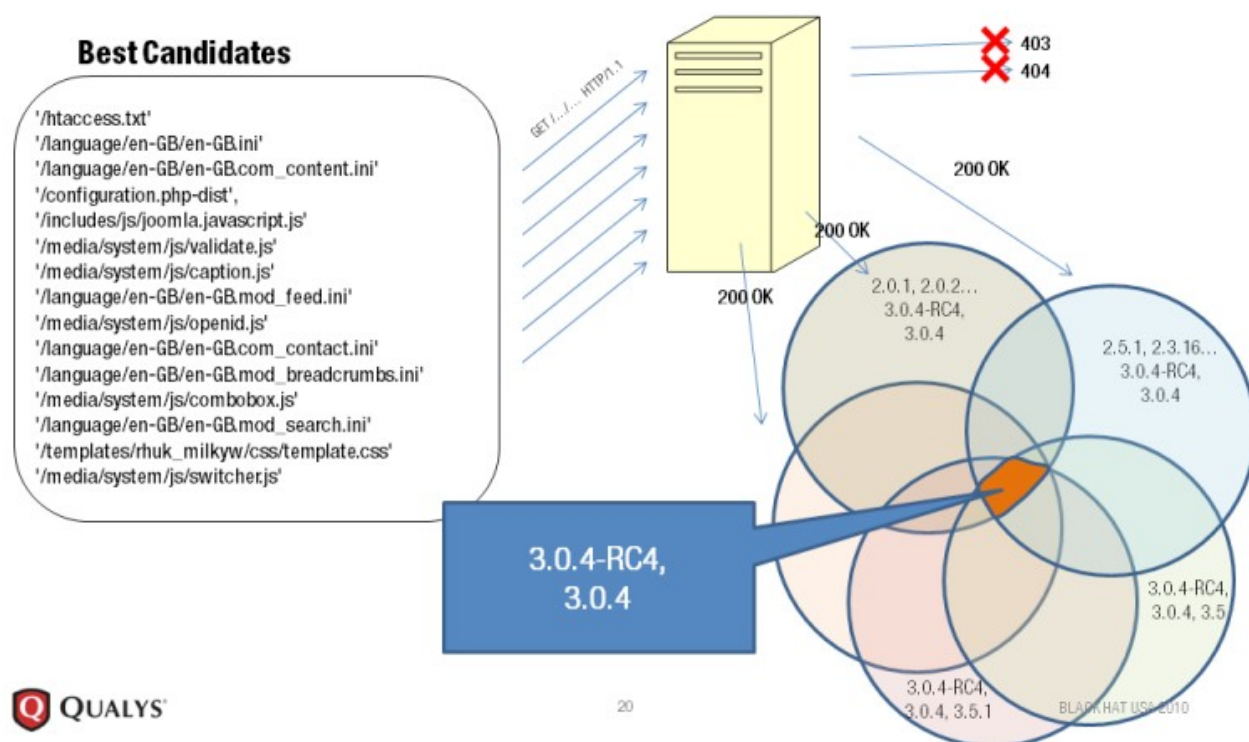 Best Candidates
'/htaccess.txt'
'/language/en-GB/en-GB.ini'
'/language/en-GB/en-GB.com_content.ini'
'/configuration.php-dist',
'/includes/js/joomla.javascript.js'
'/media/system/js/validate.js'
'/media/system/js/caption.js'
'/language/en-GB/en-GB.mod_feed.ini'
'/media/system/js/openid.js'
'/language/en-GB/en-GB.com_contact.ini'
'/language/en-GB/en-GB.mod_breadcrumbs.ini'
'/media/system/js/combobox.js'
'/language/en-GB/en-GB.mod_search.ini'
'/templates/rhuk_milkyw/css/template.css'
'/media/system/js/switcher.js'
GET /.../... HTTP/1.1
403
404
200 OK
200 OK
200 OK
2.0.1, 2.0.2...
3.0.4-RC4,
3.0.4
2.5.1, 2.3.16...
3.0.4-RC4,
3.0.4
3.0.4-RC4,
3.0.4
3.0.4-RC4,
3.0.4, 3.5
3.0.4-RC4,
3.0.4, 3.5.1
Q QUALYS®
20
BLACK HAT USA 2010